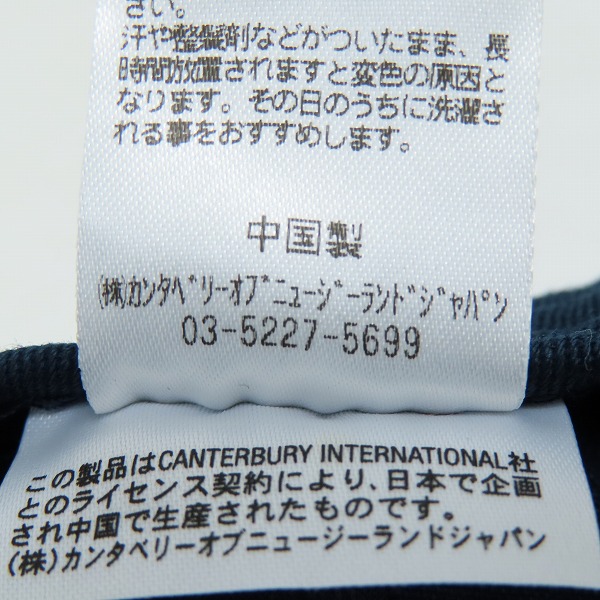 さい。
汗や整髪剤などがついたまま、長
時間放置されますと変色の原因と
なります。その日のうちに洗濯さ
れる事をおすすめします。
中国製
(株)カンタベリーオブニュージーランドジャパン
03-5227-5699
この製品はCANTERBURY INTERNATIONAL社
とのライセンス契約により、日本で企画
され中国で生産されたものです。
(株)カンタベリーオブニュージーランドジャパン